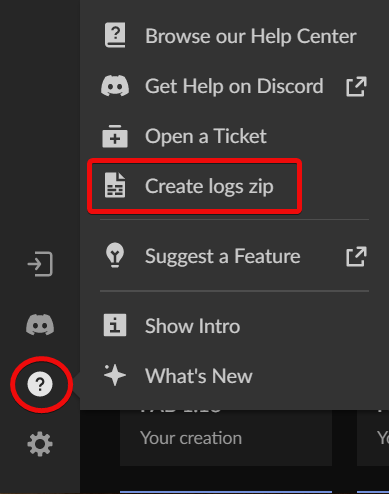 Browse our Help Center
Get Help on Discord
Open a Ticket
Create logs zip
Suggest a Feature
Show Intro
What's New
Your creation